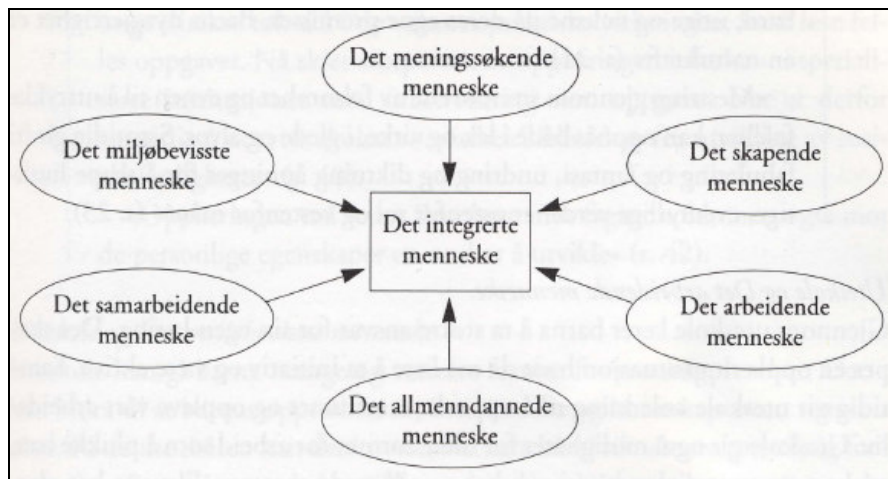 Det meningssøkende
menneske
Det miljøbevisste
menneske
Det skapende
menneske
Det integrerte
menneske
Det samarbeidende
menneske
Det arbeidende
menneske
Det allmenndannede
menneske